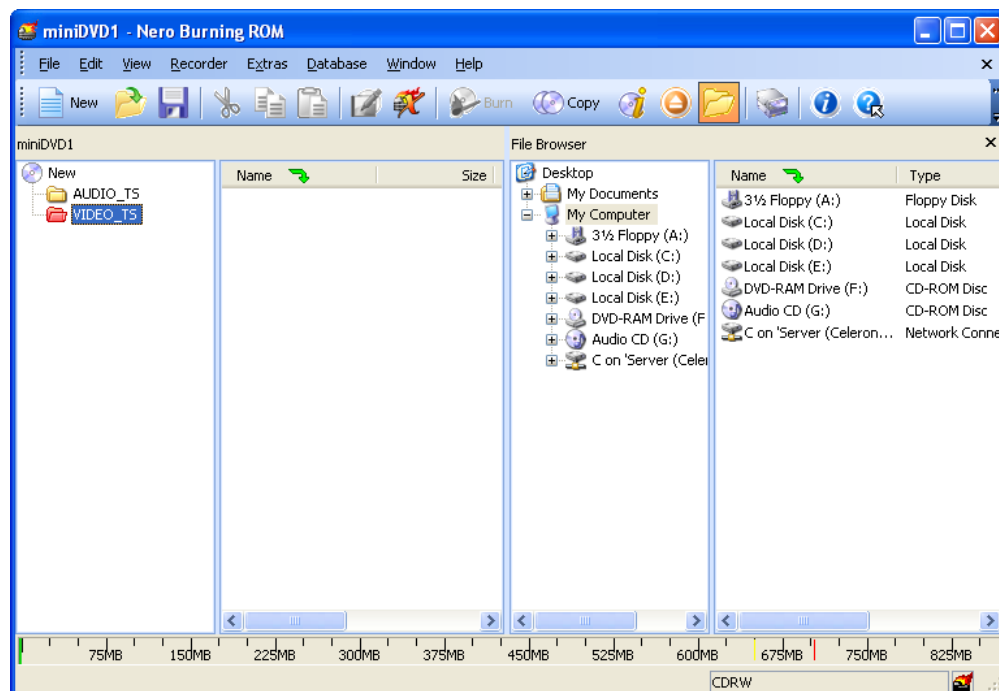 miniDVD1 - Nero Burning ROM
File Edit View Recorder Extras Database Window Help
New Burn Copy
miniDVD1 File Browser
New
AUDIO_TS
VIDEO_TS
Name Size
Desktop
My Documents
My Computer
3½ Floppy (A:)
Local Disk (C:)
Local Disk (D:)
Local Disk (E:)
DVD-RAM Drive (F
Audio CD (G:)
C on 'Server (Celer
Name Type
3½ Floppy (A:) Floppy Disk
Local Disk (C:) Local Disk
Local Disk (D:) Local Disk
Local Disk (E:) Local Disk
DVD-RAM Drive (F:) CD-ROM Disc
Audio CD (G:) CD-ROM Disc
C on 'Server (Celeron... Network Conne
75MB 150MB 225MB 300MB 375MB 450MB 525MB 600MB 675MB 750MB 825MB
CDRW